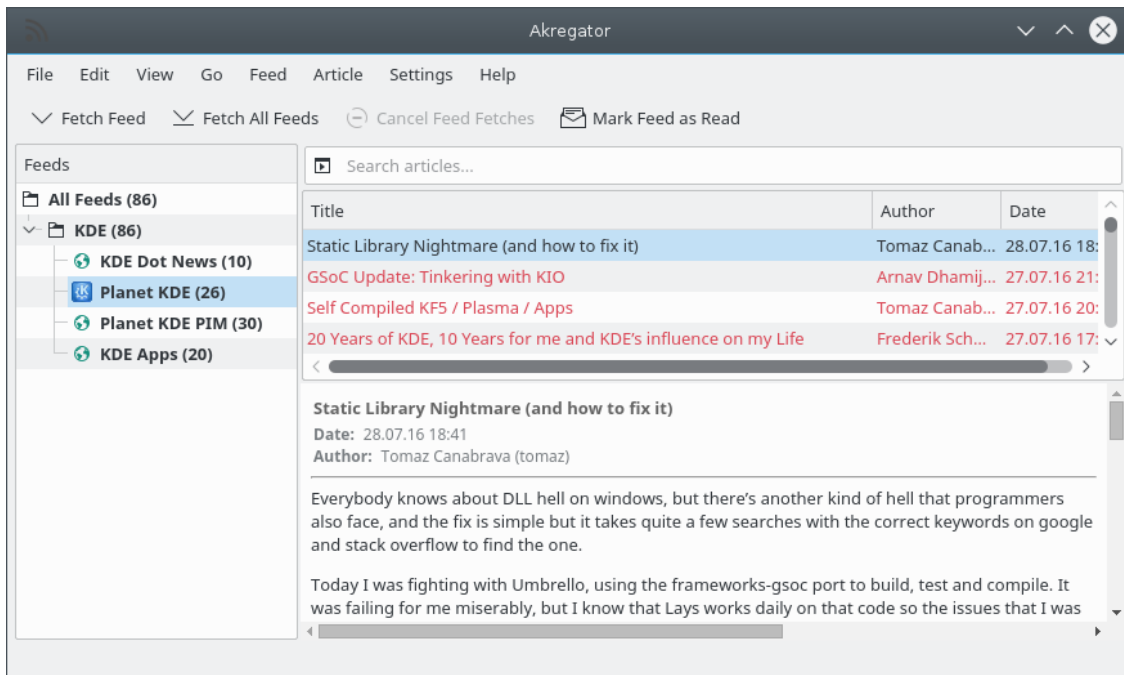 Akregator
File Edit View Go Feed Article Settings Help
Fetch Feed Fetch All Feeds Cancel Feed Fetches Mark Feed as Read
Feeds
All Feeds (86)
KDE (86)
KDE Dot News (10)
Planet KDE (26)
Planet KDE PIM (30)
KDE Apps (20)
Search articles...
Title Author Date
Static Library Nightmare (and how to fix it) Tomaz Canab... 28.07.16 18:
GSoC Update: Tinkering with KIO Arnav Dhamij... 27.07.16 21:
Self Compiled KF5 / Plasma / Apps Tomaz Canab... 27.07.16 20:
20 Years of KDE, 10 Years for me and KDE’s influence on my Life Frederik Sch... 27.07.16 17:
Static Library Nightmare (and how to fix it)
Date: 28.07.16 18:41
Author: Tomaz Canabrava (tomaz)
Everybody knows about DLL hell on windows, but there’s another kind of hell that programmers
also face, and the fix is simple but it takes quite a few searches with the correct keywords on google
and stack overflow to find the one.
Today I was fighting with Umbrello, using the frameworks-gsoc port to build, test and compile. It
was failing for me miserably, but I know that Lays works daily on that code so the issues that I was